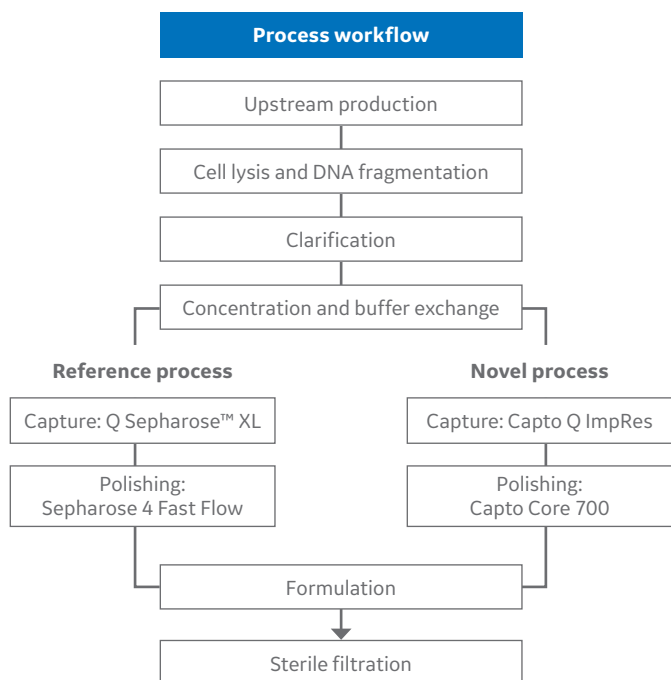 Process workflow
Upstream production
Cell lysis and DNA fragmentation
Clarification
Concentration and buffer exchange
Reference process
Novel process
Capture: Q Sepharose™ XL
Capture: Capto Q ImpRes
Polishing:
Sepharose 4 Fast Flow
Polishing:
Capto Core 700
Formulation
Sterile filtration